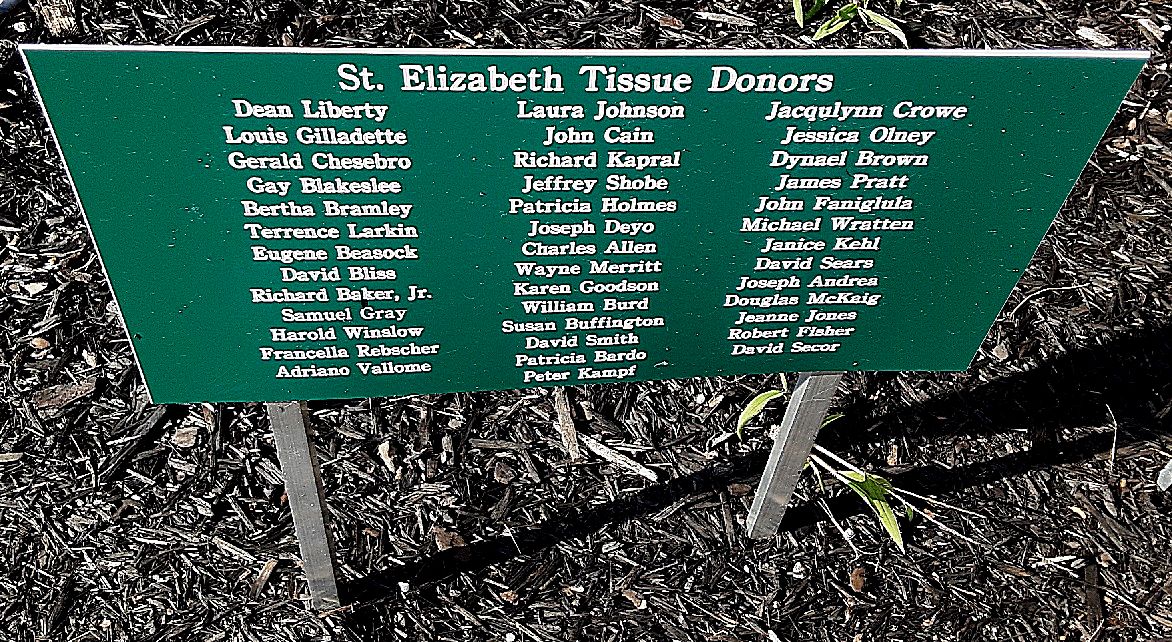 St. Elizabeth Tissue Donors
Dean Liberty
Louis Gilladette
Gerald Chesebro
Gay Blakeslee
Bertha Bramley
Terrence Larkin
Eugene Beasock
David Bliss
Richard Baker, Jr.
Samuel Gray
Harold Winslow
Francella Rebscher
Adriano Vallome
Laura Johnson
John Cain
Richard Kapral
Jeffrey Shobe
Patricia Holmes
Joseph Deyo
Charles Allen
Wayne Merritt
Karen Goodson
William Burd
Susan Buffington
David Smith
Patricia Bardo
Peter Kampf
Jacqulynn Crowe
Jessica Olney
Dynael Brown
James Pratt
John Faniglula
Michael Wratten
Janice Kehl
David Sears
Joseph Andrea
Douglas McKaig
Jeanne Jones
Robert Fisher
David Secor